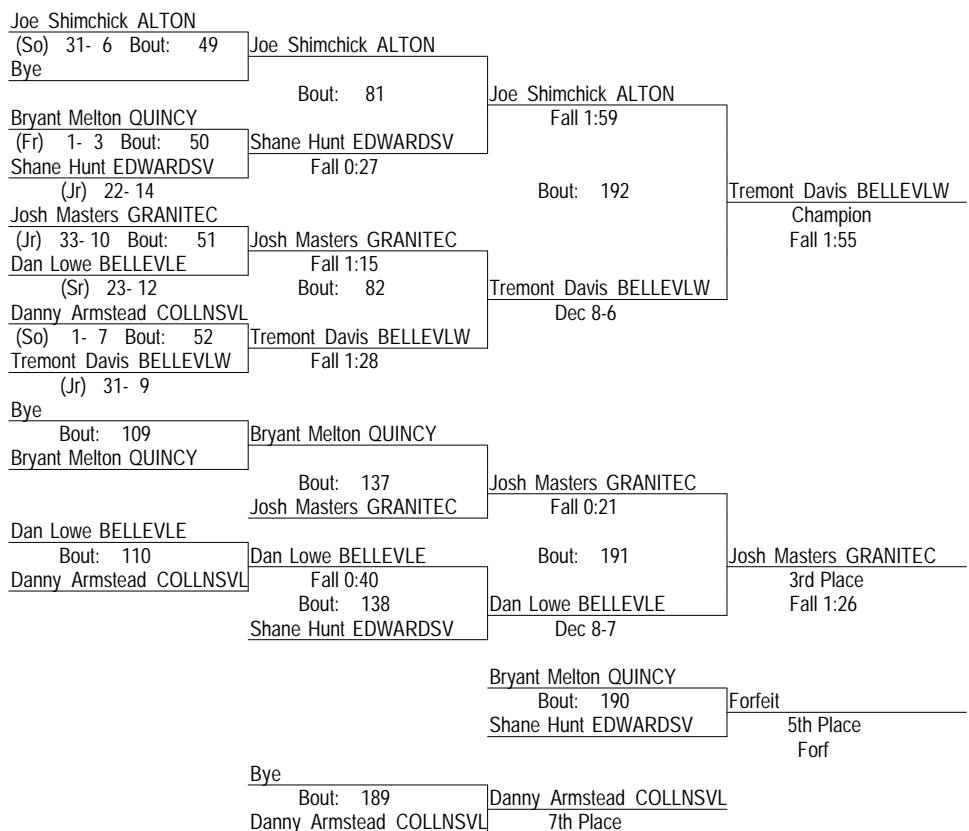 Joe Shimchick ALTON
(So) 31- 6 Bout: 49 Joe Shimchick ALTON
Bye
Bout: 81 Joe Shimchick ALTON
Bryant Melton QUINCY Fall 1:59
(Fr) 1- 3 Bout: 50 Shane Hunt EDWARDSV
Shane Hunt EDWARDSV Fall 0:27
(Jr) 22- 14 Bout: 192 Tremont Davis BELLEVLW
Josh Masters GRANITEC Champion
(Jr) 33- 10 Bout: 51 Josh Masters GRANITEC Fall 1:55
Dan Lowe BELLEVLE Fall 1:15
(Sr) 23- 12 Bout: 82 Tremont Davis BELLEVLW
Danny Armstead COLLNSVL Dec 8-6
(So) 1- 7 Bout: 52 Tremont Davis BELLEVLW
Tremont Davis BELLEVLW Fall 1:28
(Jr) 31- 9
Bye
Bout: 109 Bryant Melton QUINCY
Bryant Melton QUINCY
Bout: 137 Josh Masters GRANITEC
Josh Masters GRANITEC Fall 0:21
Dan Lowe BELLEVLE
Bout: 110 Dan Lowe BELLEVLE Bout: 191 Josh Masters GRANITEC
Danny Armstead COLLNSVL Fall 0:40 3rd Place
Bout: 138 Dan Lowe BELLEVLE Fall 1:26
Shane Hunt EDWARDSV Dec 8-7
Bryant Melton QUINCY
Bout: 190 Forfeit
Shane Hunt EDWARDSV 5th Place
Forf
Bye
Bout: 189 Danny Armstead COLLNSVL
Danny Armstead COLLNSVL 7th Place